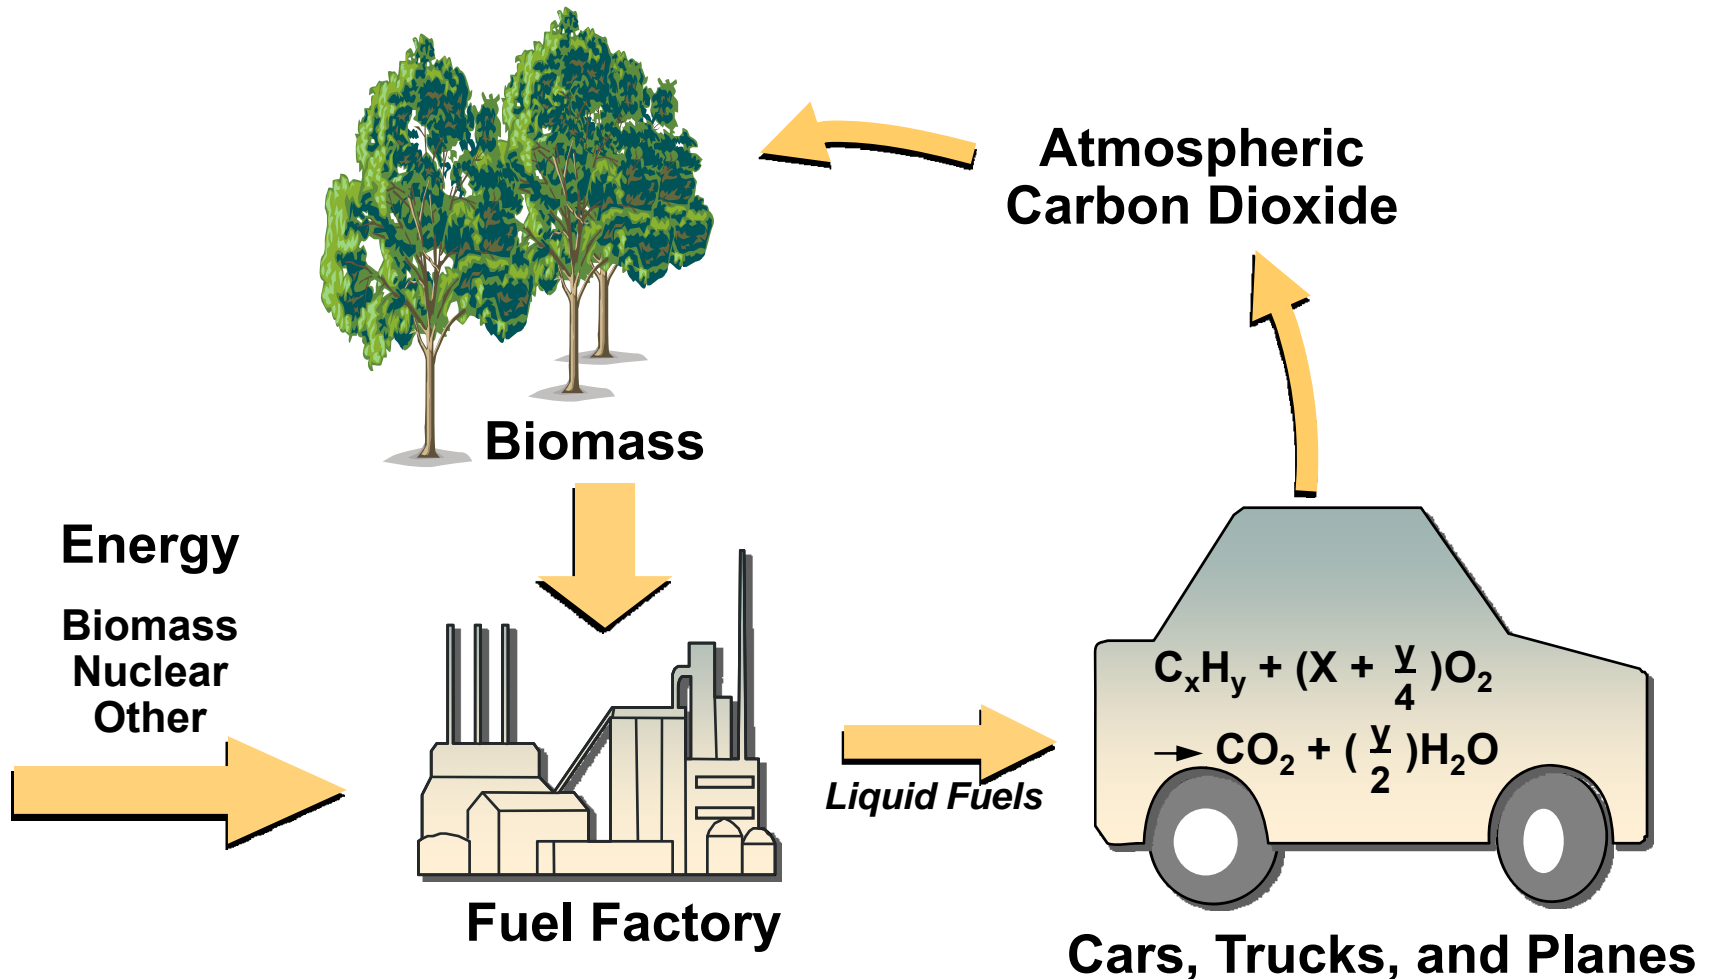 Atmospheric
Carbon Dioxide
Biomass
Energy
Biomass
Nuclear
Other
Liquid Fuels
CₓHᵧ + (X + y/4)O₂
→ CO₂ + (y/2)H₂O
Fuel Factory
Cars, Trucks, and Planes